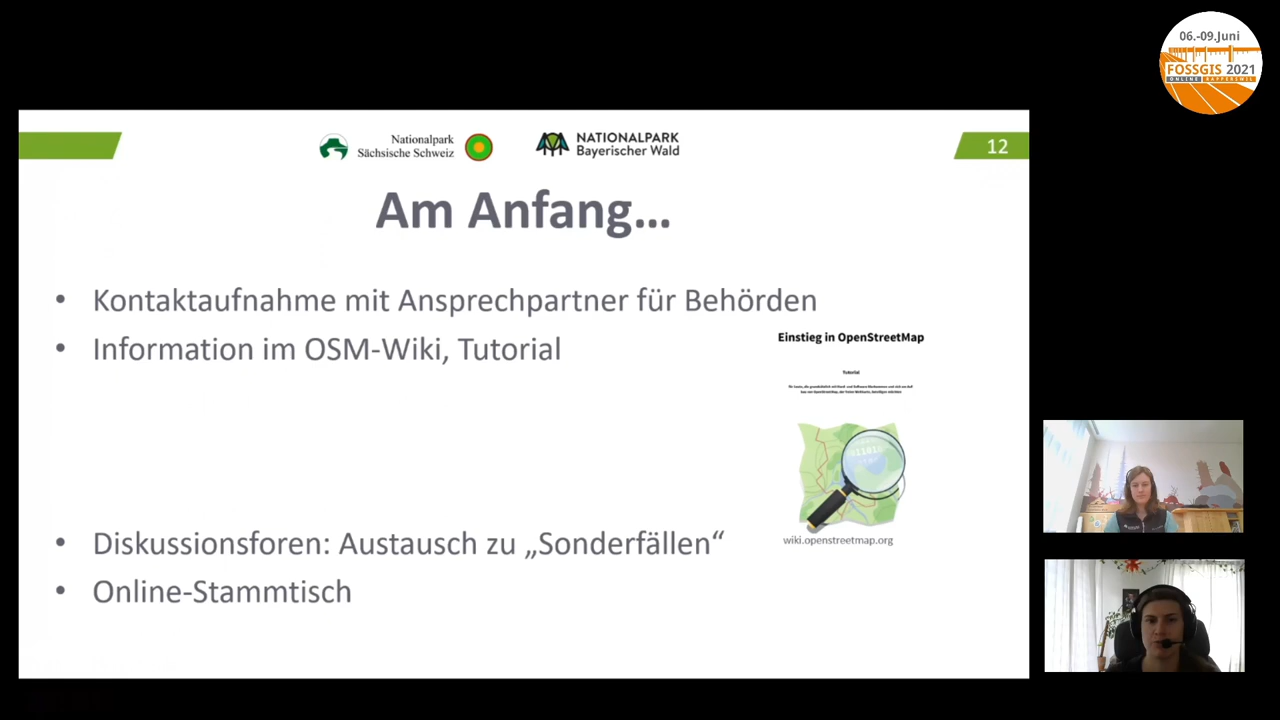 06.-09.Juni
FOSSGIS 2021
ONLINE RAPPERSWIL
Nationalpark
Sächsische Schweiz
NATIONALPARK
Bayerischer Wald
12
Am Anfang...
• Kontaktaufnahme mit Ansprechpartner für Behörden
• Information im OSM-Wiki, Tutorial
Einstieg in OpenStreetMap
Tutorial
• Diskussionsforen: Austausch zu „Sonderfällen“
wiki.openstreetmap.org
• Online-Stammtisch